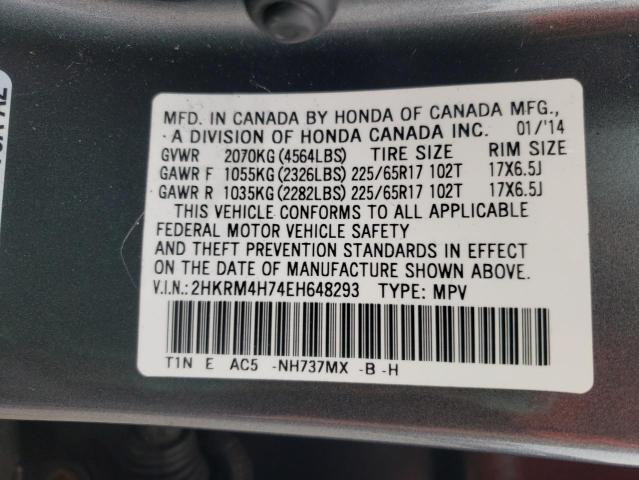 MFD. IN CANADA BY HONDA OF CANADA MFG.,
A DIVISION OF HONDA CANADA INC. 01/'14
GVWR 2070KG(4564LBS) TIRE SIZE RIM SIZE
GAWR F 1055KG(2326LBS) 225/65R17 102T 17X6.5J
GAWR R 1035KG(2282LBS) 225/65R17 102T 17X6.5J
THIS VEHICLE CONFORMS TO ALL APPLICABLE
FEDERAL MOTOR VEHICLE SAFETY
AND THEFT PREVENTION STANDARDS IN EFFECT
ON THE DATE OF MANUFACTURE SHOWN ABOVE.
V.I.N.:2HKRM4H74EH648293 TYPE: MPV
T1N E AC5 -NH737MX -B -H